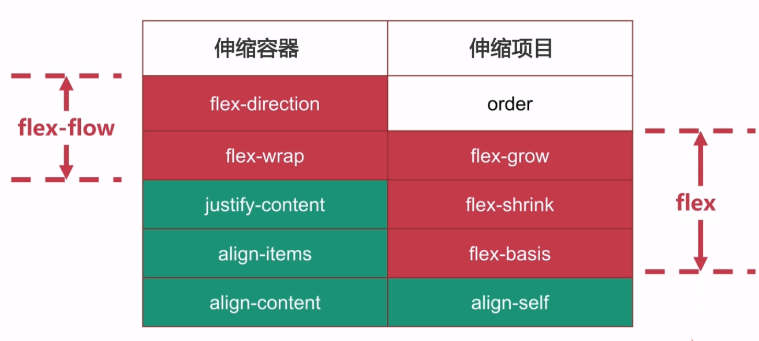 伸缩容器 伸缩项目
flex-direction order
flex-flow
flex-wrap flex-grow
justify-content flex-shrink
flex
align-items flex-basis
align-content align-self